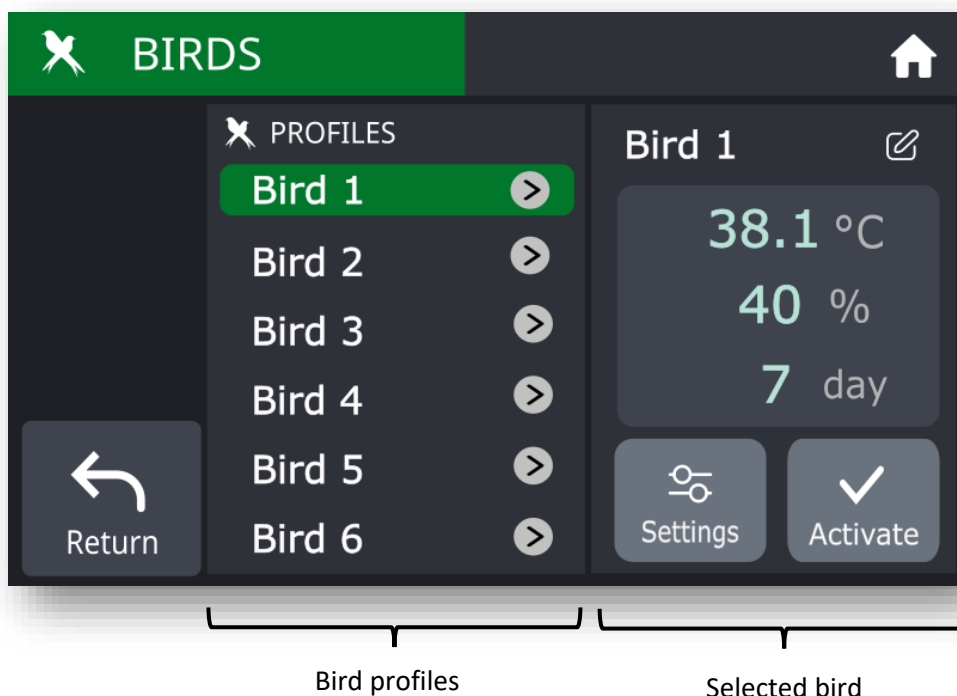 BIRDS
PROFILES
Bird 1
Bird 2
Bird 3
Bird 4
Bird 5
Bird 6
Return
Bird 1
38.1 °C
40 %
7 day
Settings
Activate
Bird profiles
Selected bird